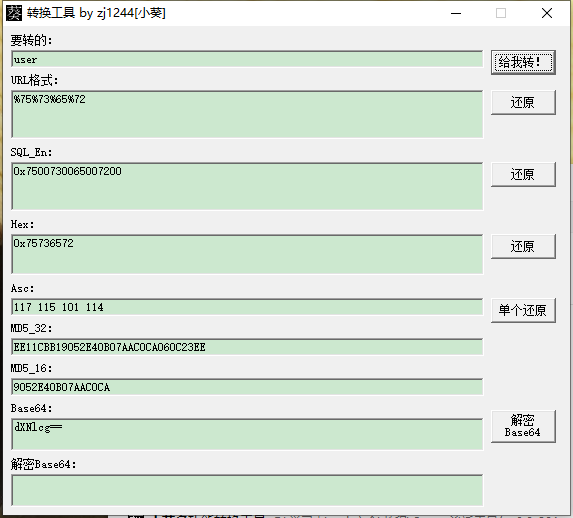 葵 转换工具 by zj1244[小葵]
要转的:
user
给我转!
URL格式:
%75%73%65%72
还原
SQL_En:
0x7500730065007200
还原
Hex:
0x75736572
还原
Asc:
117 115 101 114
单个还原
MD5_32:
EE11CBB19052E40B07AAC0CA060C23EE
MD5_16:
9052E40B07AAC0CA
Base64:
dXNlcg==
解密
Base64
解密Base64: